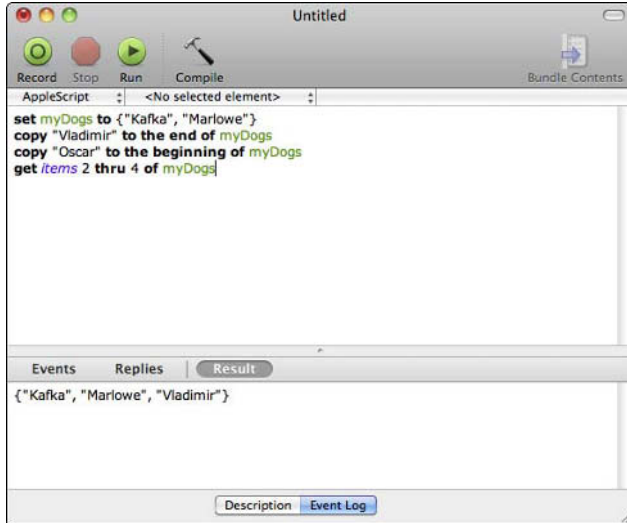 Untitled
Record Stop Run Compile Bundle Contents
AppleScript <No selected element>
set myDogs to {"Kafka", "Marlowe"}
copy "Vladimir" to the end of myDogs
copy "Oscar" to the beginning of myDogs
get items 2 thru 4 of myDogs
Events Replies Result
{"Kafka", "Marlowe", "Vladimir"}
Description Event Log